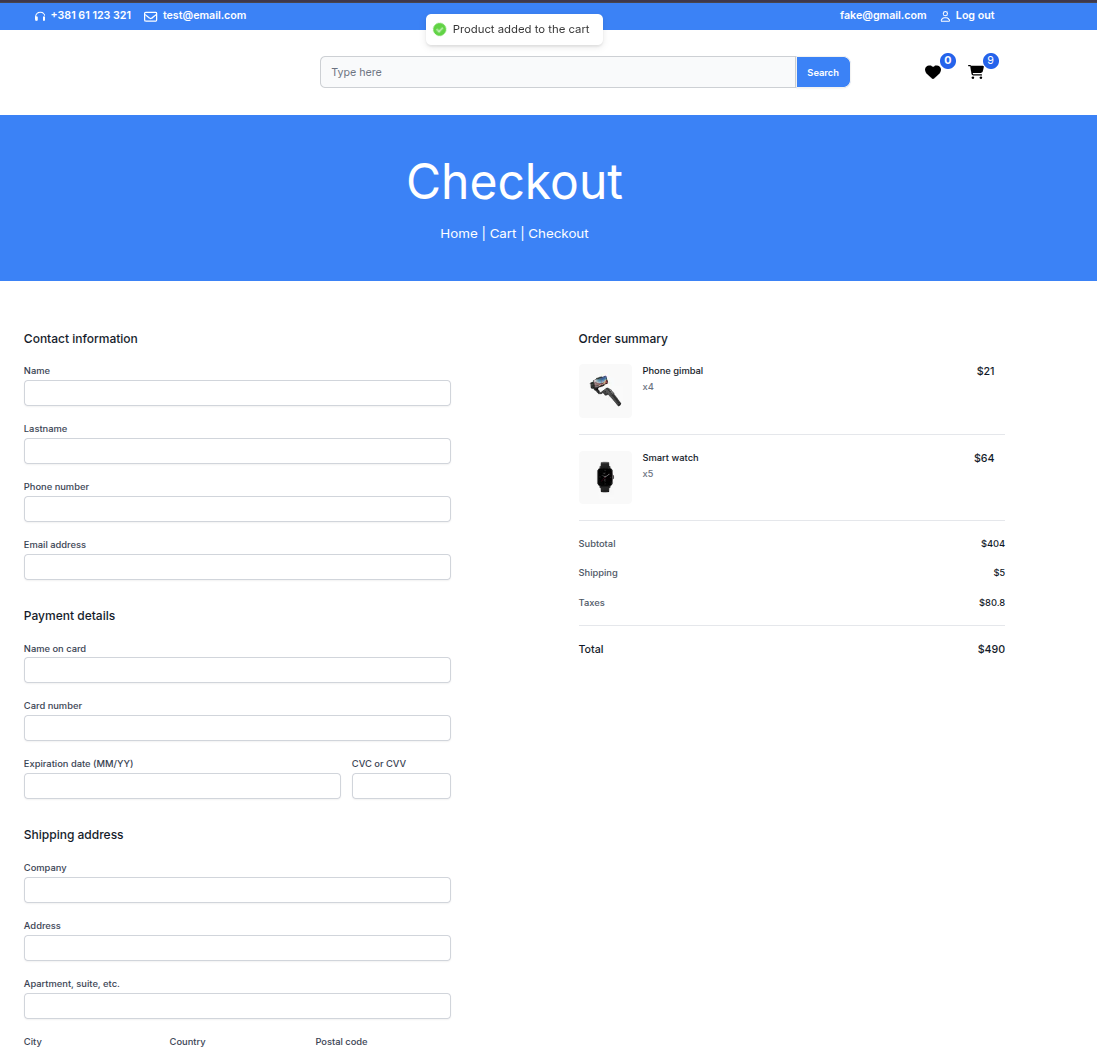 +381 61 123 321 test@email.com fake@gmail.com Log out
Product added to the cart
Type here Search 0 9
Checkout
Home | Cart | Checkout
Contact information
Name
Lastname
Phone number
Email address
Payment details
Name on card
Card number
Expiration date (MM/YY) CVC or CVV
Shipping address
Company
Address
Apartment, suite, etc.
City Country Postal code
Order summary
Phone gimbal $21
x4
Smart watch $64
x5
Subtotal $404
Shipping $5
Taxes $80.8
Total $490